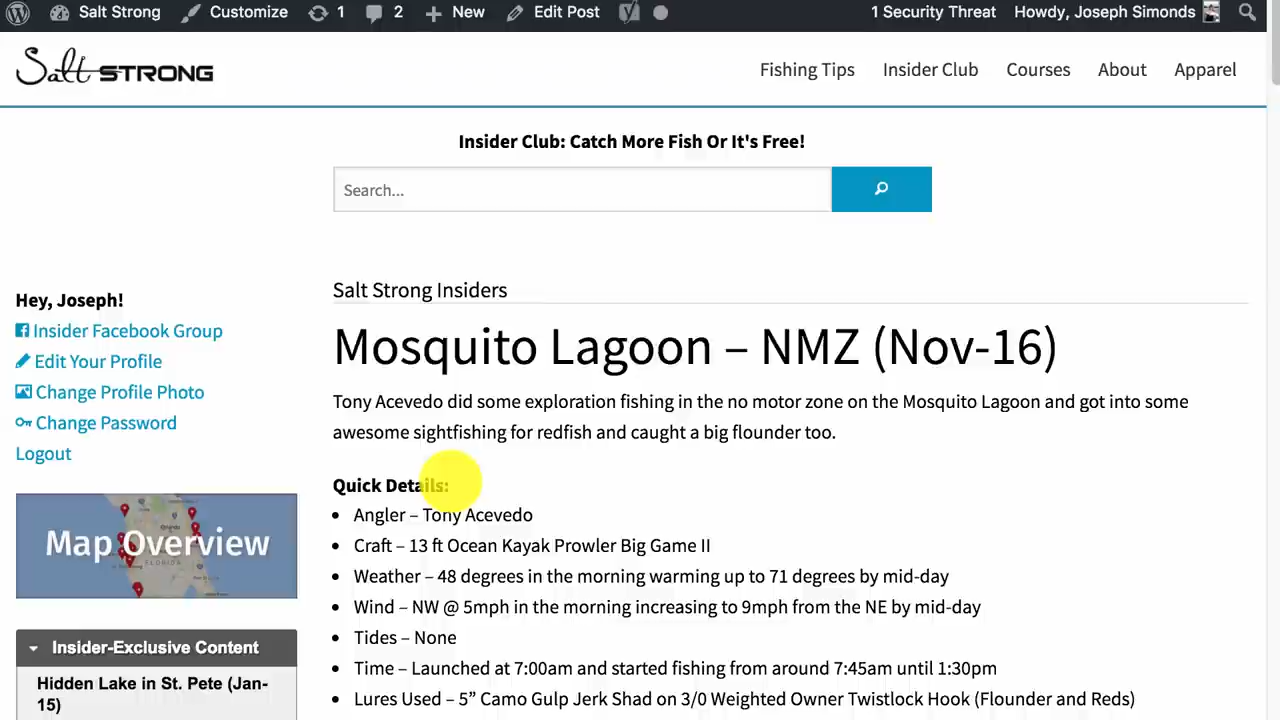 Salt Strong Customize 1 2 New Edit Post 1 Security Threat Howdy, Joseph Simonds
Salt STRONG Fishing Tips Insider Club Courses About Apparel
Insider Club: Catch More Fish Or It's Free!
Search...
Salt Strong Insiders
Hey, Joseph!
Insider Facebook Group
Edit Your Profile
Change Profile Photo
Change Password
Logout
Map Overview
Insider-Exclusive Content
Hidden Lake in St. Pete (Jan-
15)
Mosquito Lagoon – NMZ (Nov-16)
Tony Acevedo did some exploration fishing in the no motor zone on the Mosquito Lagoon and got into some
awesome sightfishing for redfish and caught a big flounder too.
Quick Details:
• Angler – Tony Acevedo
• Craft – 13 ft Ocean Kayak Prowler Big Game II
• Weather – 48 degrees in the morning warming up to 71 degrees by mid-day
• Wind – NW @ 5mph in the morning increasing to 9mph from the NE by mid-day
• Tides – None
• Time – Launched at 7:00am and started fishing from around 7:45am until 1:30pm
• Lures Used – 5” Camo Gulp Jerk Shad on 3/0 Weighted Owner Twistlock Hook (Flounder and Reds)